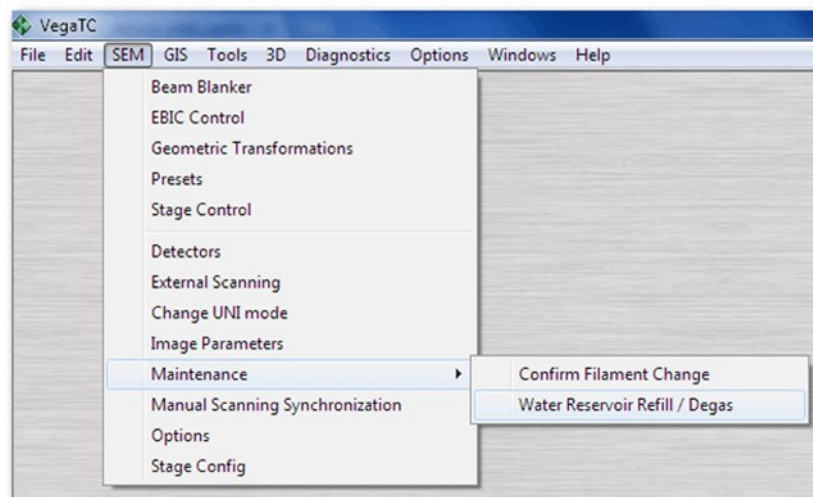 VegaTC
File Edit SEM GIS Tools 3D Diagnostics Options Windows Help
Beam Blanker
EBIC Control
Geometric Transformations
Presets
Stage Control
Detectors
External Scanning
Change UNI mode
Image Parameters
Maintenance
Confirm Filament Change
Water Reservoir Refill / Degas
Manual Scanning Synchronization
Options
Stage Config